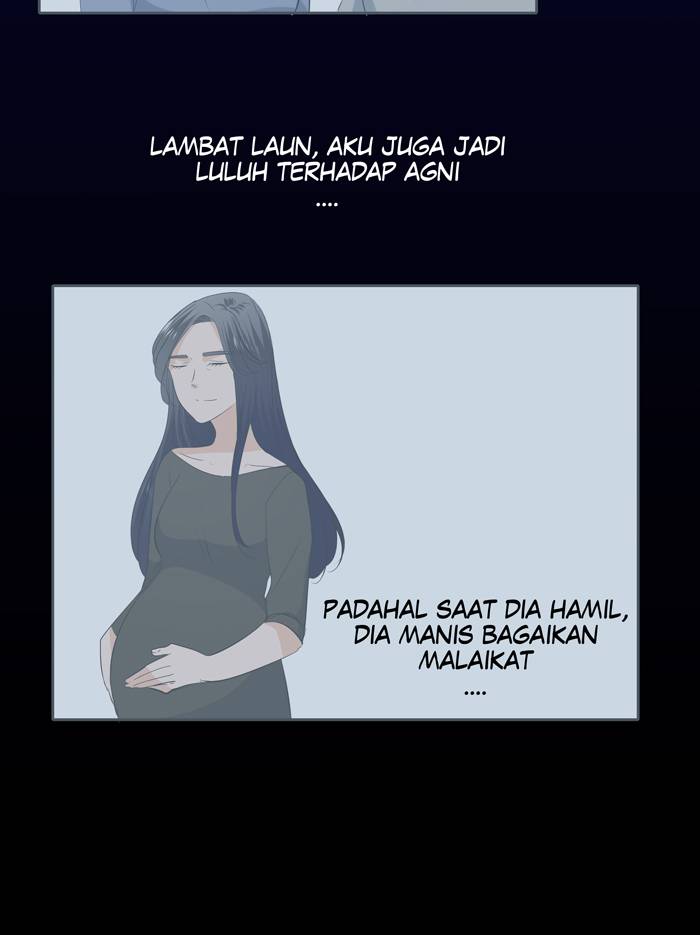 LAMBAT LAUN, AKU JUGA JADI
LULUH TERHADAP AGNI
....
PADAHAL SAAT DIA HAMIL,
DIA MANIS BAGAIKAN
MALAIKAT
....